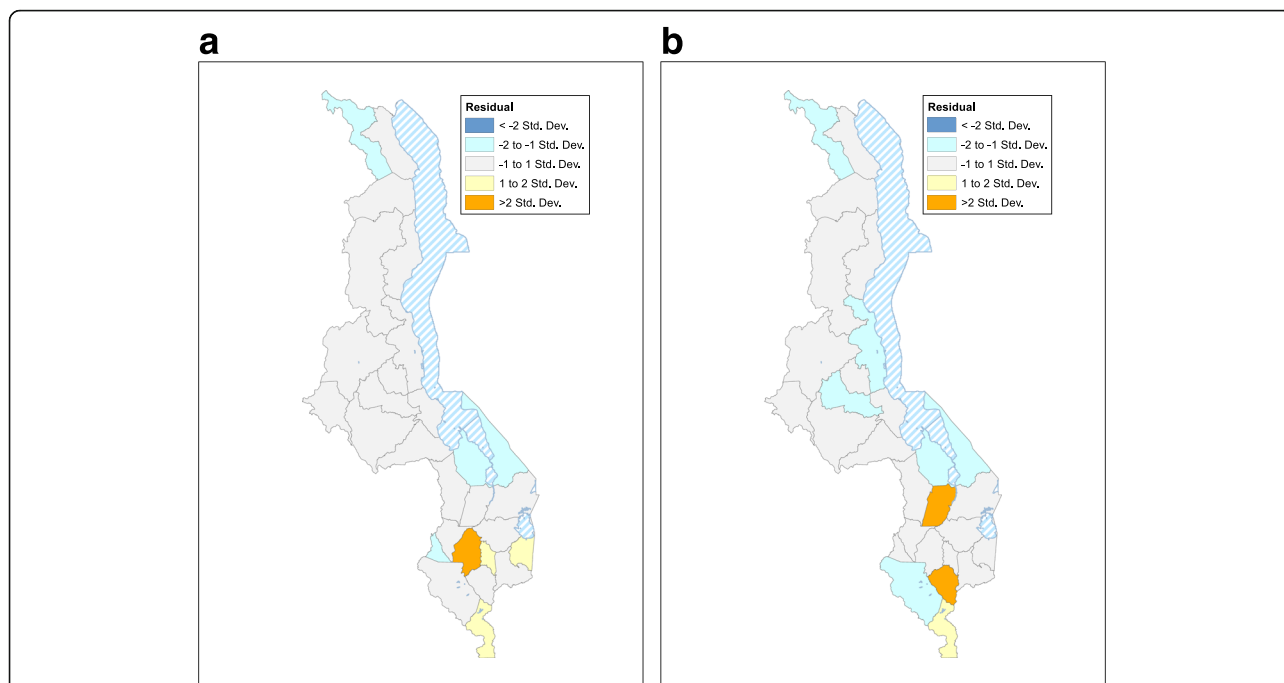 a
Residual
< -2 Std. Dev.
-2 to -1 Std. Dev.
-1 to 1 Std. Dev.
1 to 2 Std. Dev.
>2 Std. Dev.
b
Residual
< -2 Std. Dev.
-2 to -1 Std. Dev.
-1 to 1 Std. Dev.
1 to 2 Std. Dev.
>2 Std. Dev.